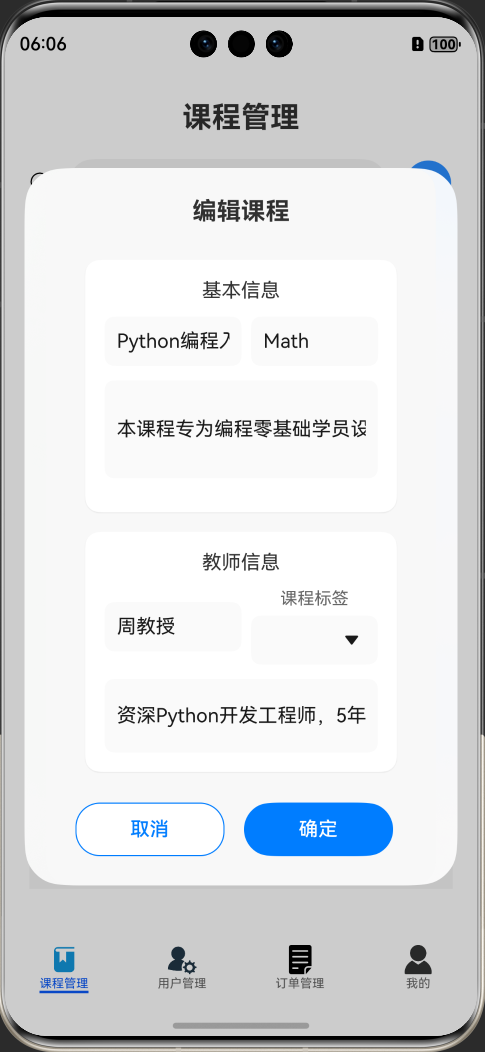 06:06
100
课程管理
编辑课程
基本信息
Python编程
Math
本课程专为编程零基础学员设
教师信息
课程标签
周教授
资深Python开发工程师，5年
取消
确定
课程管理
用户管理
订单管理
我的